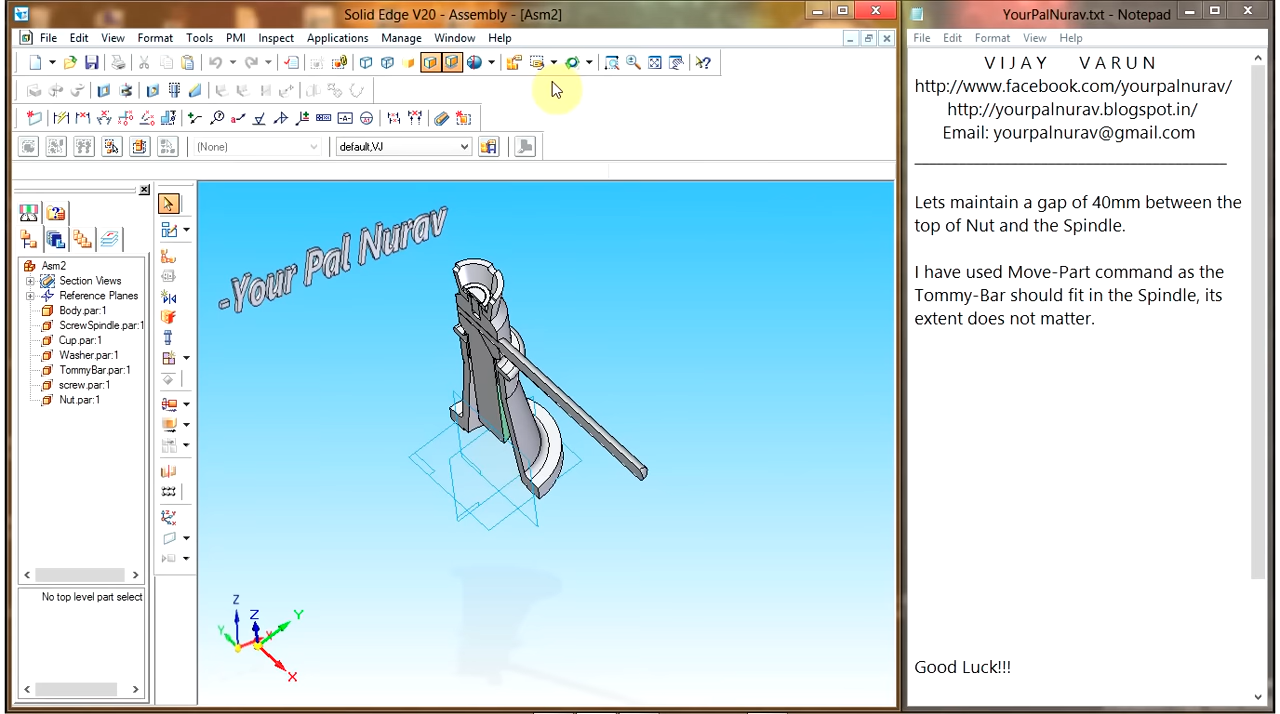 Solid Edge V20 - Assembly - [Asm2]
File Edit View Format Tools PMI Inspect Applications Manage Window Help
(None)
default,VJ
Asm2
Section Views
Reference Planes
Body.par:1
ScrewSpindle.par:1
Cup.par:1
Washer.par:1
TommyBar.par:1
screw.par:1
Nut.par:1
No top level part select
-Your Pal Nurav
Z
Z
Y
Y
X
X
YourPalNurav.txt - Notepad
File Edit Format View Help
V I J A Y V A R U N
http://www.facebook.com/yourpalnurav/
http://yourpalnurav.blogspot.in/
Email: yourpalnurav@gmail.com
Lets maintain a gap of 40mm between the
top of Nut and the Spindle.
I have used Move-Part command as the
Tommy-Bar should fit in the Spindle, its
extent does not matter.
Good Luck!!!